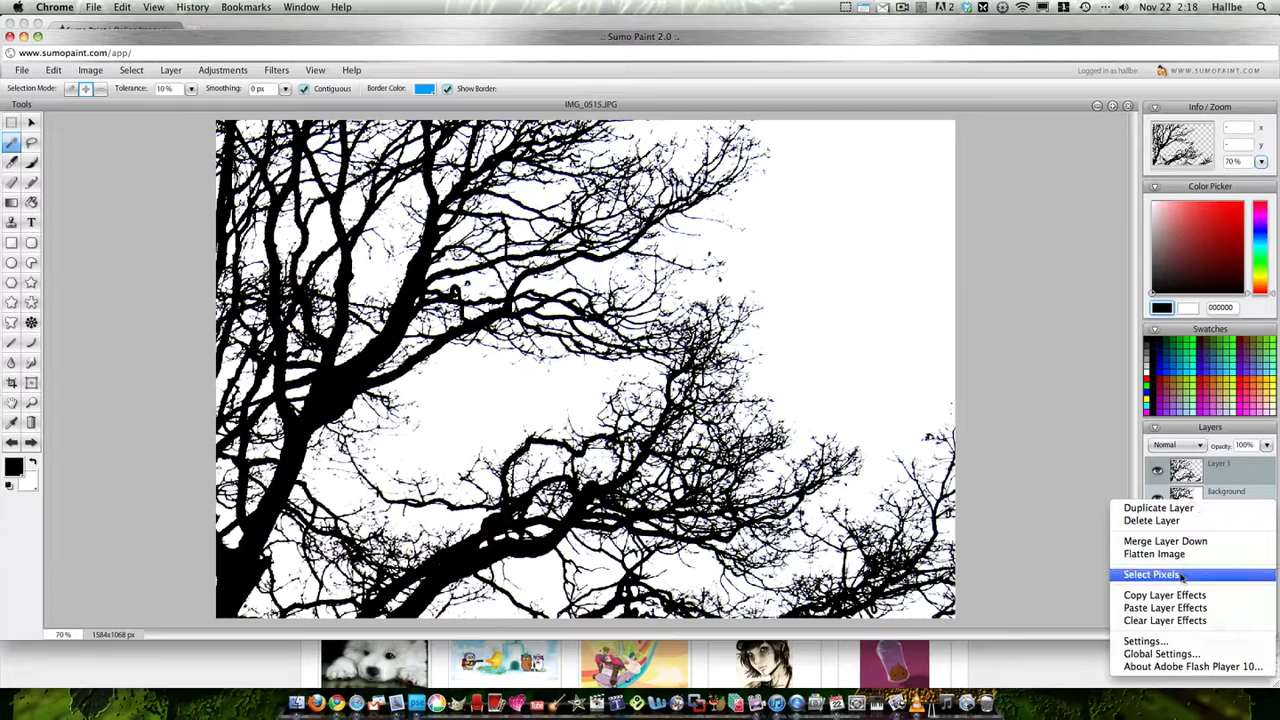 Chrome File Edit View History Bookmarks Window Help 2 Nov 22 2:18 Hallbe
.: Sumo Paint 2.0 :.
www.sumopaint.com/app/
File Edit Image Select Layer Adjustments Filters View Help Logged in as hallbe WWW.SUMOPAINT.COM
Selection Mode: Tolerance: 10 % Smoothing: 0 px Contiguous Border Color: Show Border:
Tools IMG_0515.JPG Info / Zoom
- x
- y
70 %
Color Picker
T
000000
Swatches
Layers
Normal Opacity: 100%
Layer 1
Background
Duplicate Layer
Delete Layer
Merge Layer Down
Flatten Image
Select Pixels
Copy Layer Effects
Paste Layer Effects
Clear Layer Effects
Settings...
Global Settings...
About Adobe Flash Player 10...
70 % 1584x1068 px